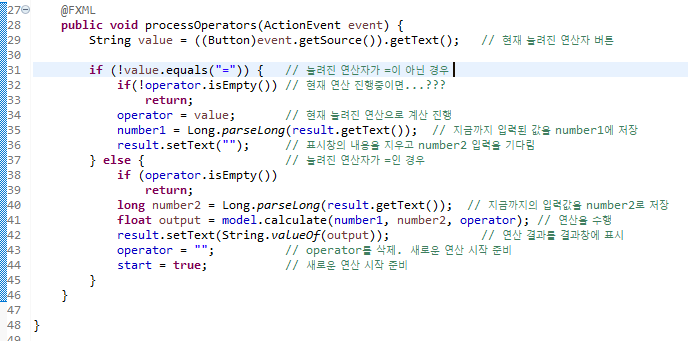 27 @FXML
28 public void processOperators(ActionEvent event) {
29 String value = ((Button)event.getSource()).getText(); // 현재 눌려진 연산자 버튼
30
31 if (!value.equals("=")) { // 눌려진 연산자가 =이 아닌 경우
32 if(!operator.isEmpty()) // 현재 연산 진행중이면...???
33 return;
34 operator = value; // 현재 눌려진 연산으로 계산 진행
35 number1 = Long.parseLong(result.getText()); // 지금까지 입력된 값을 number1에 저장
36 result.setText(""); // 표시창의 내용을 지우고 number2 입력을 기다림
37 } else { // 눌려진 연산자가 =인 경우
38 if (operator.isEmpty())
39 return;
40 long number2 = Long.parseLong(result.getText()); // 지금까지의 입력값을 number2로 저장
41 float output = model.calculate(number1, number2, operator); // 연산을 수행
42 result.setText(String.valueOf(output)); // 연산 결과를 결과창에 표시
43 operator = ""; // operator를 삭제. 새로운 연산 시작 준비
44 start = true; // 새로운 연산 시작 준비
45 }
46 }
47
48 }
49